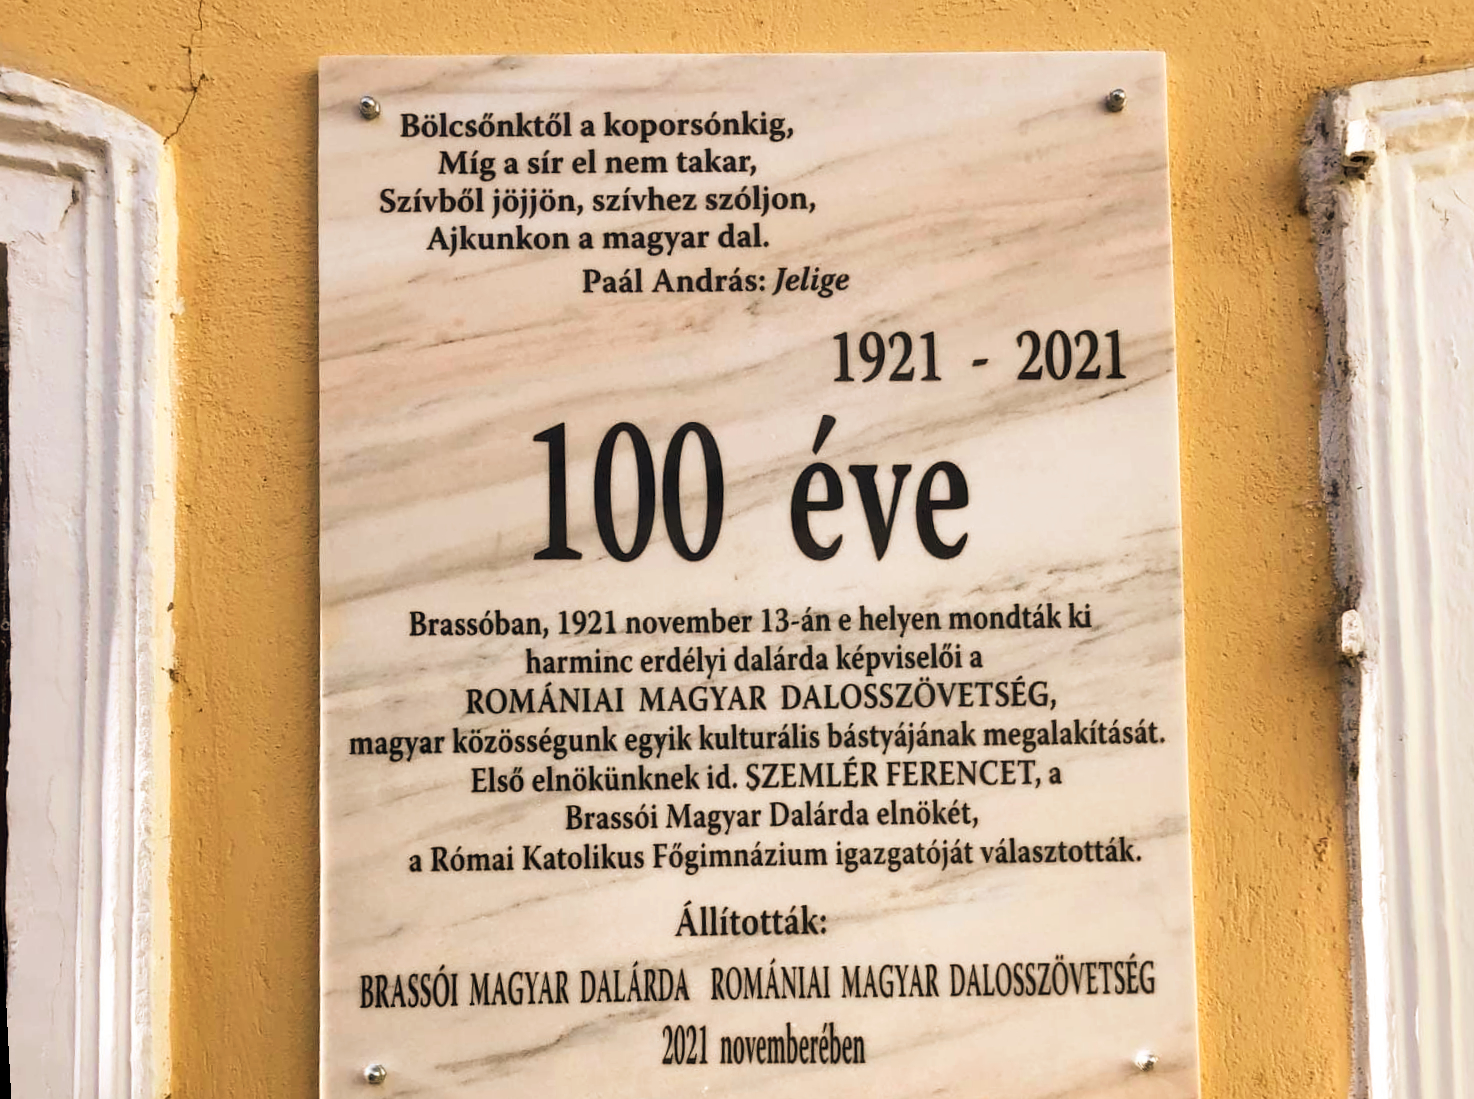 Bölcsőnktől a koporsónkig,
Míg a sír el nem takar,
Szívből jöjjön, szívhez szóljon,
Ajkunkon a magyar dal.
Paál András: Jelige
1921 - 2021
100 éve
Brassóban, 1921 november 13-án e helyen mondták ki
harminc erdélyi dalárda képviselői a
ROMÁNIAI MAGYAR DALOSSZÖVETSÉG,
magyar közösségunk egyik kulturális bástyájának megalakítását.
Első elnökünknek id. SZEMLÉR FERENCET, a
Brassói Magyar Dalárda elnökét,
a Római Katolikus Főgimnázium igazgatóját választották.
Állították:
BRASSÓI MAGYAR DALÁRDA ROMÁNIAI MAGYAR DALOSSZÖVETSÉG
2021 novemberében